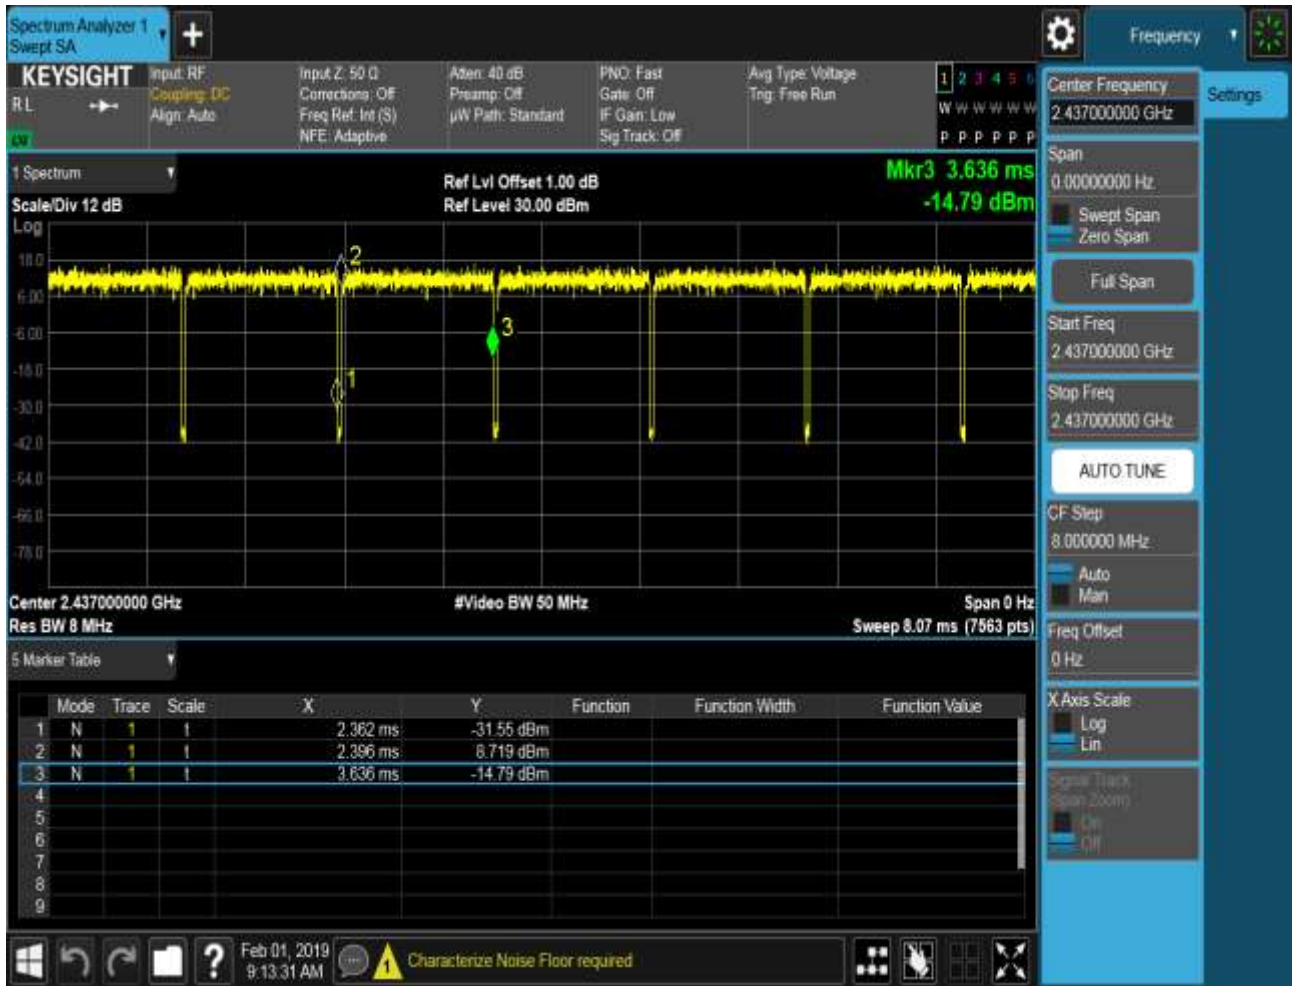 Spectrum Analyzer 1
Swept SA
Frequency
KEYSIGHT
R L
Input: RF
Coupling: DC
Align: Auto
Input Z: 50 Ω
Corrections: Off
Freq Ref: Int (S)
NFE: Adaptive
Atten: 40 dB
Preamp: Off
µW Path: Standard
PNO: Fast
Gate: Off
IF Gain: Low
Sig Track: Off
Avg Type: Voltage
Trig: Free Run
1 2 3 4 5 6
W W W W W W
P P P P P P
Center Frequency
2.437000000 GHz
Settings
1 Spectrum
Scale/Div 12 dB
Ref Lvl Offset 1.00 dB
Ref Level 30.00 dBm
Mkr3 3.636 ms
-14.79 dBm
Span
0.00000000 Hz
Swept Span
Zero Span
Full Span
Start Freq
2.437000000 GHz
Stop Freq
2.437000000 GHz
AUTO TUNE
CF Step
8.000000 MHz
Auto
Man
Freq Offset
0 Hz
X Axis Scale
Log
Lin
Signal Track
(Span Zoom)
On
Off
Log
18.0
6.00
-6.00
-18.0
-30.0
-42.0
-54.0
-66.0
-78.0
2
3
1
Center 2.437000000 GHz
#Video BW 50 MHz
Span 0 Hz
Res BW 8 MHz
Sweep 8.07 ms (7563 pts)
5 Marker Table
Mode Trace Scale X Y Function Function Width Function Value
1 N 1 t 2.362 ms -31.55 dBm
2 N 1 t 2.396 ms 8.719 dBm
3 N 1 t 3.636 ms -14.79 dBm
4
5
6
7
8
9
?
Feb 01, 2019
9:13:31 AM
1
Characterize Noise Floor required